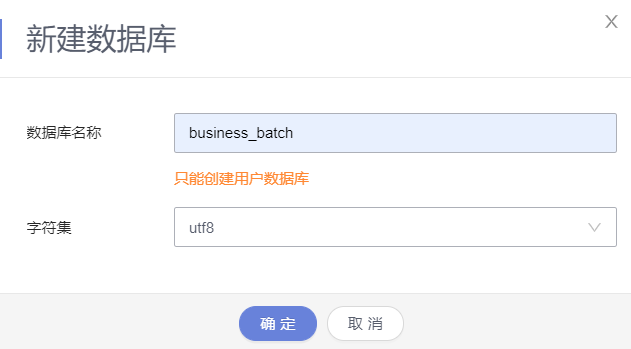 新建数据库
数据库名称
business_batch
只能创建用户数据库
字符集
utf8
确 定
取 消